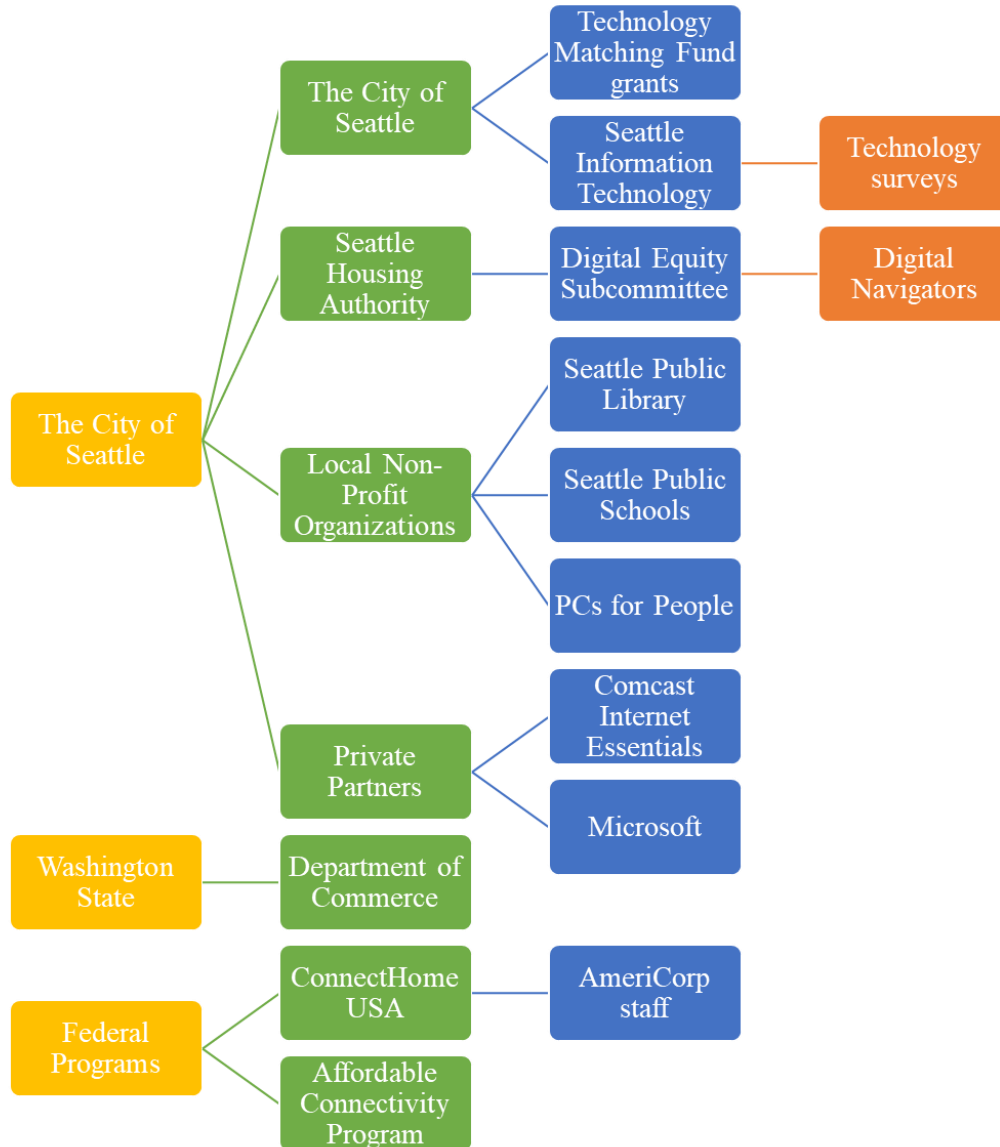 The City of
Seattle
The City of
Seattle
Technology
Matching Fund
grants
Seattle
Information
Technology
Technology
surveys
Seattle
Housing
Authority
Digital Equity
Subcommittee
Digital
Navigators
Local Non-
Profit
Organizations
Seattle Public
Library
Seattle Public
Schools
PCs for People
Private
Partners
Comcast
Internet
Essentials
Microsoft
Washington
State
Department of
Commerce
Federal
Programs
ConnectHome
USA
AmeriCorp
staff
Affordable
Connectivity
Program